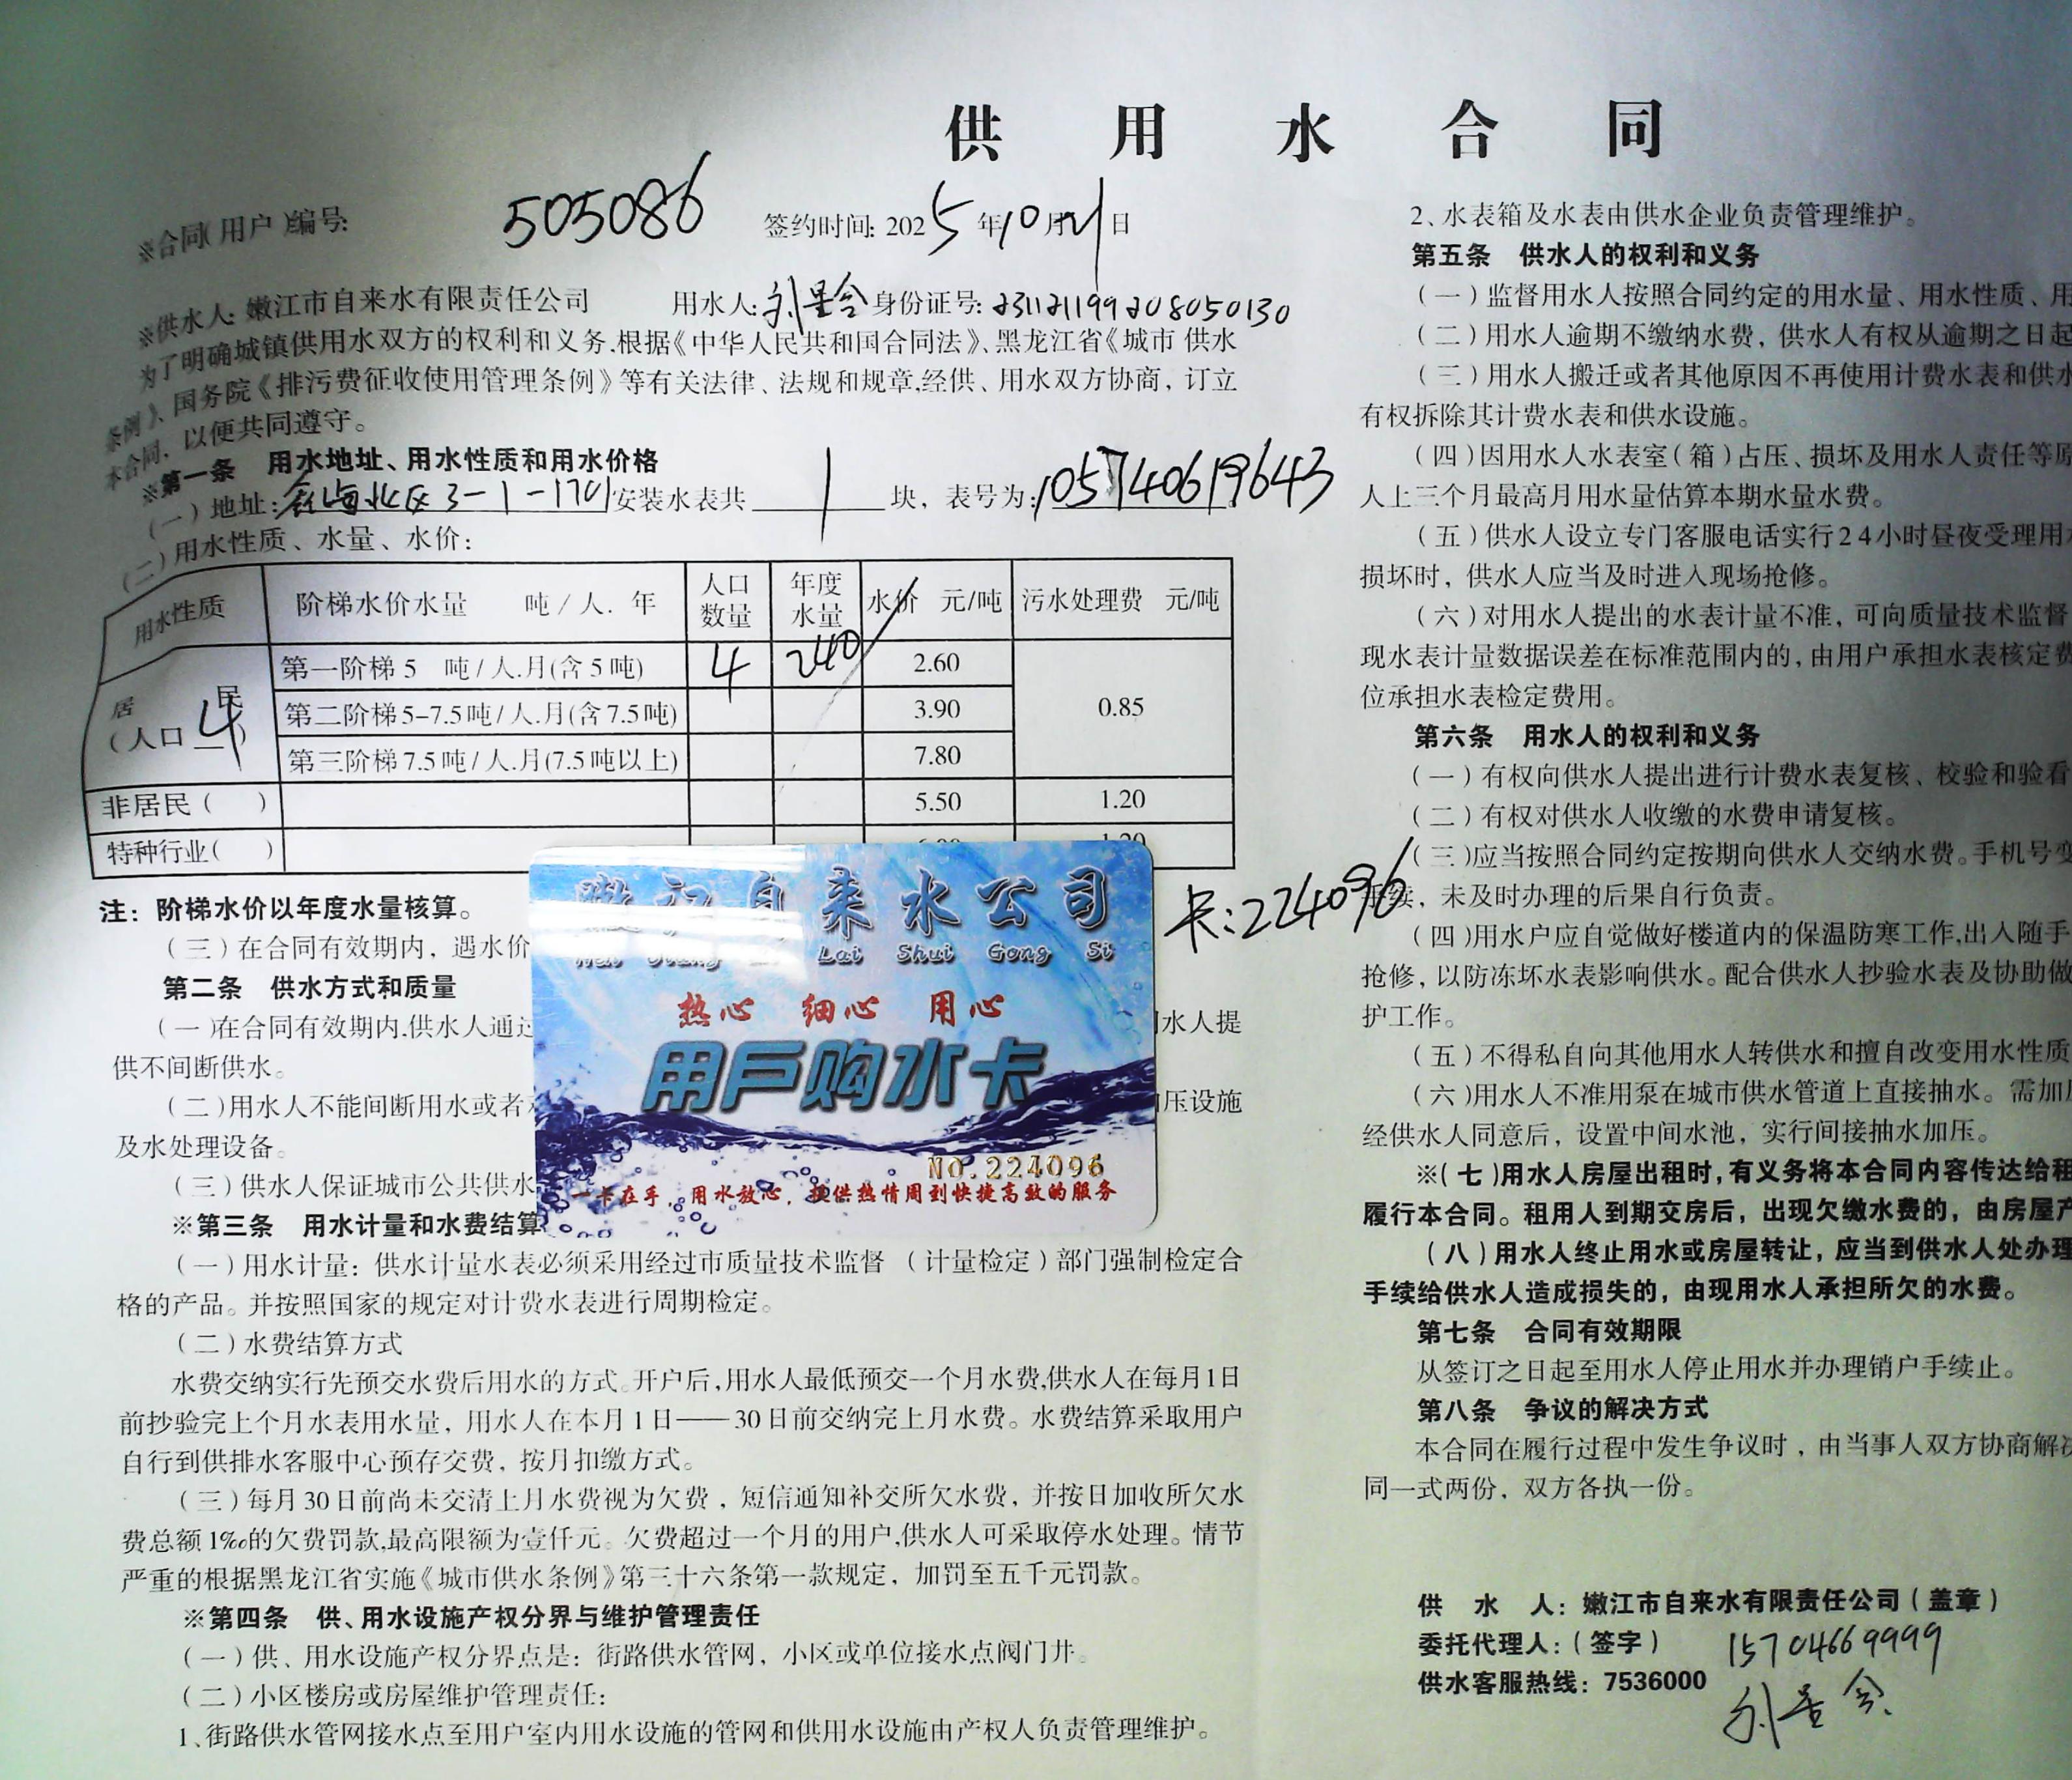 供用水合同
※合同(用户)编号: 505086 签约时间: 2025年10月21日
※供水人: 嫩江市自来水有限责任公司 用水人: 身份证号: 231121199208050130
为了明确城镇供用水双方的权利和义务,根据《中华人民共和国合同法》、黑龙江省《城市供水
条例》、国务院《排污费征收使用管理条例》等有关法律、法规和规章,经供、用水双方协商，订立
本合同，以便共同遵守。
※第一条 用水地址、用水性质和用水价格
(一)地址: 北区3-1-1701 安装水表共 1 块，表号为: 105740619643
(二)用水性质、水量、水价：
用水性质 阶梯水价水量 吨/人.年 人口数量 年度水量 水价 元/吨 污水处理费 元/吨
居民(人口 4) 第一阶梯5 吨/人.月(含5吨) 4 240 2.60 0.85
第二阶梯5-7.5吨/人.月(含7.5吨) 3.90
第三阶梯7.5吨/人.月(7.5吨以上) 7.80
非居民( ) 5.50 1.20
特种行业( ) 1.20
注：阶梯水价以年度水量核算。
(三)在合同有效期内，遇水价
第二条 供水方式和质量
(一)在合同有效期内,供水人通过 水人提
供不间断供水。
(二)用水人不能间断用水或者 压设施
及水处理设备。
(三)供水人保证城市公共供水
※第三条 用水计量和水费结算
(一)用水计量：供水计量水表必须采用经过市质量技术监督 (计量检定)部门强制检定合
格的产品。并按照国家的规定对计费水表进行周期检定。
(二)水费结算方式
水费交纳实行先预交水费后用水的方式。开户后,用水人最低预交一个月水费,供水人在每月1日
前抄验完上个月水表用水量，用水人在本月1日——30日前交纳完上月水费。水费结算采取用户
自行到供排水客服中心预存交费，按月扣缴方式。
(三)每月30日前尚未交清上月水费视为欠费，短信通知补交所欠水费，并按日加收所欠水
费总额1‰的欠费罚款,最高限额为壹仟元。欠费超过一个月的用户,供水人可采取停水处理。情节
严重的根据黑龙江省实施《城市供水条例》第三十六条第一款规定，加罚至五千元罚款。
※第四条 供、用水设施产权分界与维护管理责任
(一)供、用水设施产权分界点是：街路供水管网，小区或单位接水点阀门井。
(二)小区楼房或房屋维护管理责任：
1、街路供水管网接水点至用户室内用水设施的管网和供用水设施由产权人负责管理维护。
嫩江自来水公司
Lai Shui Gong Si
热心 细心 用心
用户购水卡
NO.224096
一卡在手，用水放心，提供热情周到快捷高效的服务
卡:224096
2、水表箱及水表由供水企业负责管理维护。
第五条 供水人的权利和义务
(一)监督用水人按照合同约定的用水量、用水性质、用
(二)用水人逾期不缴纳水费，供水人有权从逾期之日起
(三)用水人搬迁或者其他原因不再使用计费水表和供水
有权拆除其计费水表和供水设施。
(四)因用水人水表室(箱)占压、损坏及用水人责任等原
人上三个月最高月用水量估算本期水量水费。
(五)供水人设立专门客服电话实行24小时昼夜受理用
损坏时，供水人应当及时进入现场抢修。
(六)对用水人提出的水表计量不准，可向质量技术监督
现水表计量数据误差在标准范围内的,由用户承担水表核定费
位承担水表检定费用。
第六条 用水人的权利和义务
(一)有权向供水人提出进行计费水表复核、校验和验看
(二)有权对供水人收缴的水费申请复核。
(三)应当按照合同约定按期向供水人交纳水费。手机号变
手续，未及时办理的后果自行负责。
(四)用水户应自觉做好楼道内的保温防寒工作,出入随手
抢修，以防冻坏水表影响供水。配合供水人抄验水表及协助做
护工作。
(五)不得私自向其他用水人转供水和擅自改变用水性质
(六)用水人不准用泵在城市供水管道上直接抽水。需加压
经供水人同意后，设置中间水池，实行间接抽水加压。
※(七)用水人房屋出租时,有义务将本合同内容传达给租
履行本合同。租用人到期交房后，出现欠缴水费的，由房屋产
(八)用水人终止用水或房屋转让，应当到供水人处办理
手续给供水人造成损失的，由现用水人承担所欠的水费。
第七条 合同有效期限
从签订之日起至用水人停止用水并办理销户手续止。
第八条 争议的解决方式
本合同在履行过程中发生争议时，由当事人双方协商解决
同一式两份，双方各执一份。
供水人：嫩江市自来水有限责任公司(盖章)
委托代理人：(签字) 15704669999
供水客服热线：7536000